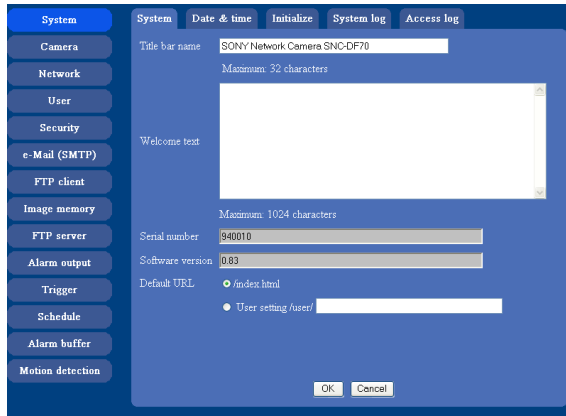 System
Camera
Network
User
Security
e-Mail (SMTP)
FTP client
Image memory
FTP server
Alarm output
Trigger
Schedule
Alarm buffer
Motion detection
System Date & time Initialize System log Access log
Title bar name SONY Network Camera SNC-DF70
Maximum: 32 characters
Welcome text
Maximum: 1024 characters
Serial number 940010
Software version 0.83
Default URL /index.html
User setting /user/
OK Cancel